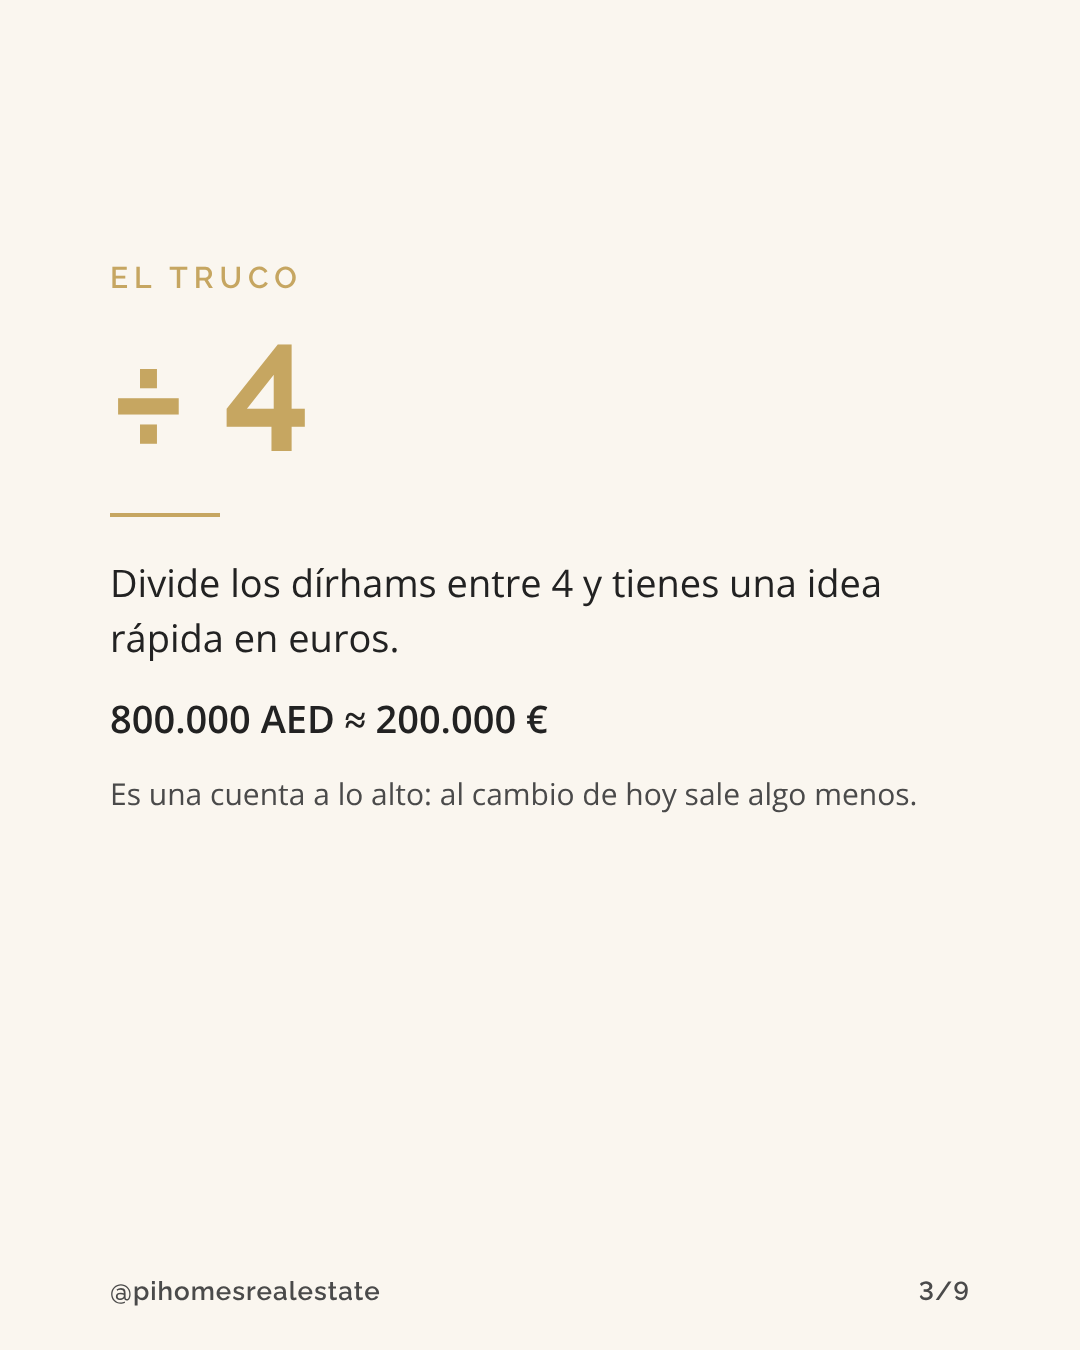 EL TRUCO
÷ 4
Divide los dírhams entre 4 y tienes una idea
rápida en euros.
800.000 AED ≈ 200.000 €
Es una cuenta a lo alto: al cambio de hoy sale algo menos.
@pihomesrealestate
3/9